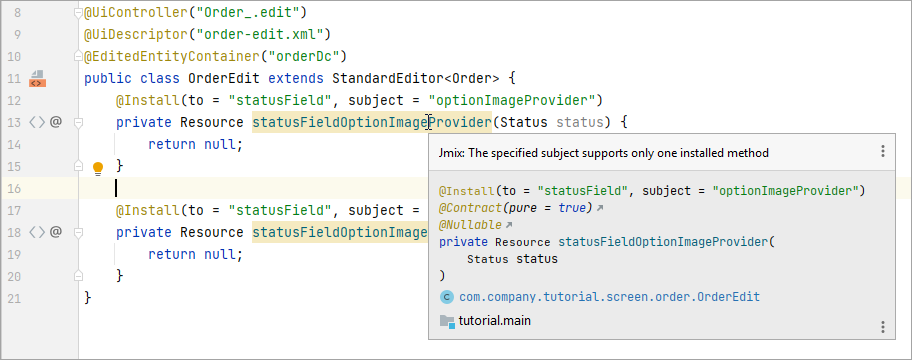 8 @UiController("Order_.edit")
9 @UiDescriptor("order-edit.xml")
10 @EditedEntityContainer("orderDc")
11 public class OrderEdit extends StandardEditor<Order> {
12 @Install(to = "statusField", subject = "optionImageProvider")
13 private Resource statusFieldOptionImageProvider(Status status) {
14 return null;
15 }
16
17 @Install(to = "statusField", subject =
18 private Resource statusFieldOptionImage
19 return null;
20 }
21 }
Jmix: The specified subject supports only one installed method
@Install(to = "statusField", subject = "optionImageProvider")
@Contract(pure = true)
@Nullable
private Resource statusFieldOptionImageProvider(
Status status
)
com.company.tutorial.screen.order.OrderEdit
tutorial.main